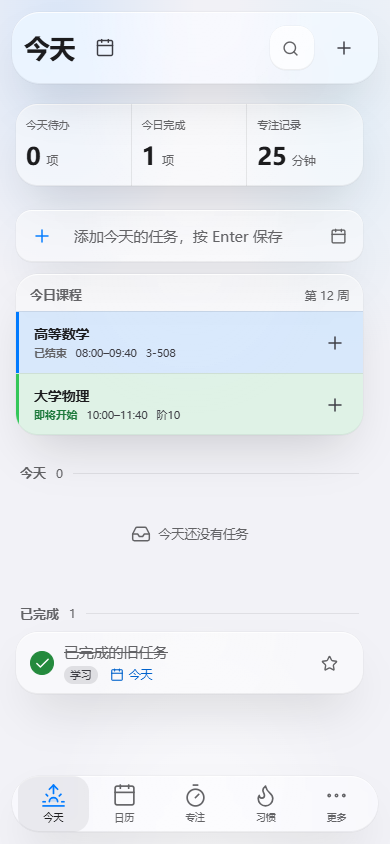 今天
今天待办
0 项
今日完成
1 项
专注记录
25 分钟
添加今天的任务，按 Enter 保存
今日课程
第 12 周
高等数学
已结束 08:00–09:40 3-508
大学物理
即将开始 10:00–11:40 阶10
今天 0
今天还没有任务
已完成 1
已完成的旧任务
学习 今天
今天
日历
专注
习惯
更多